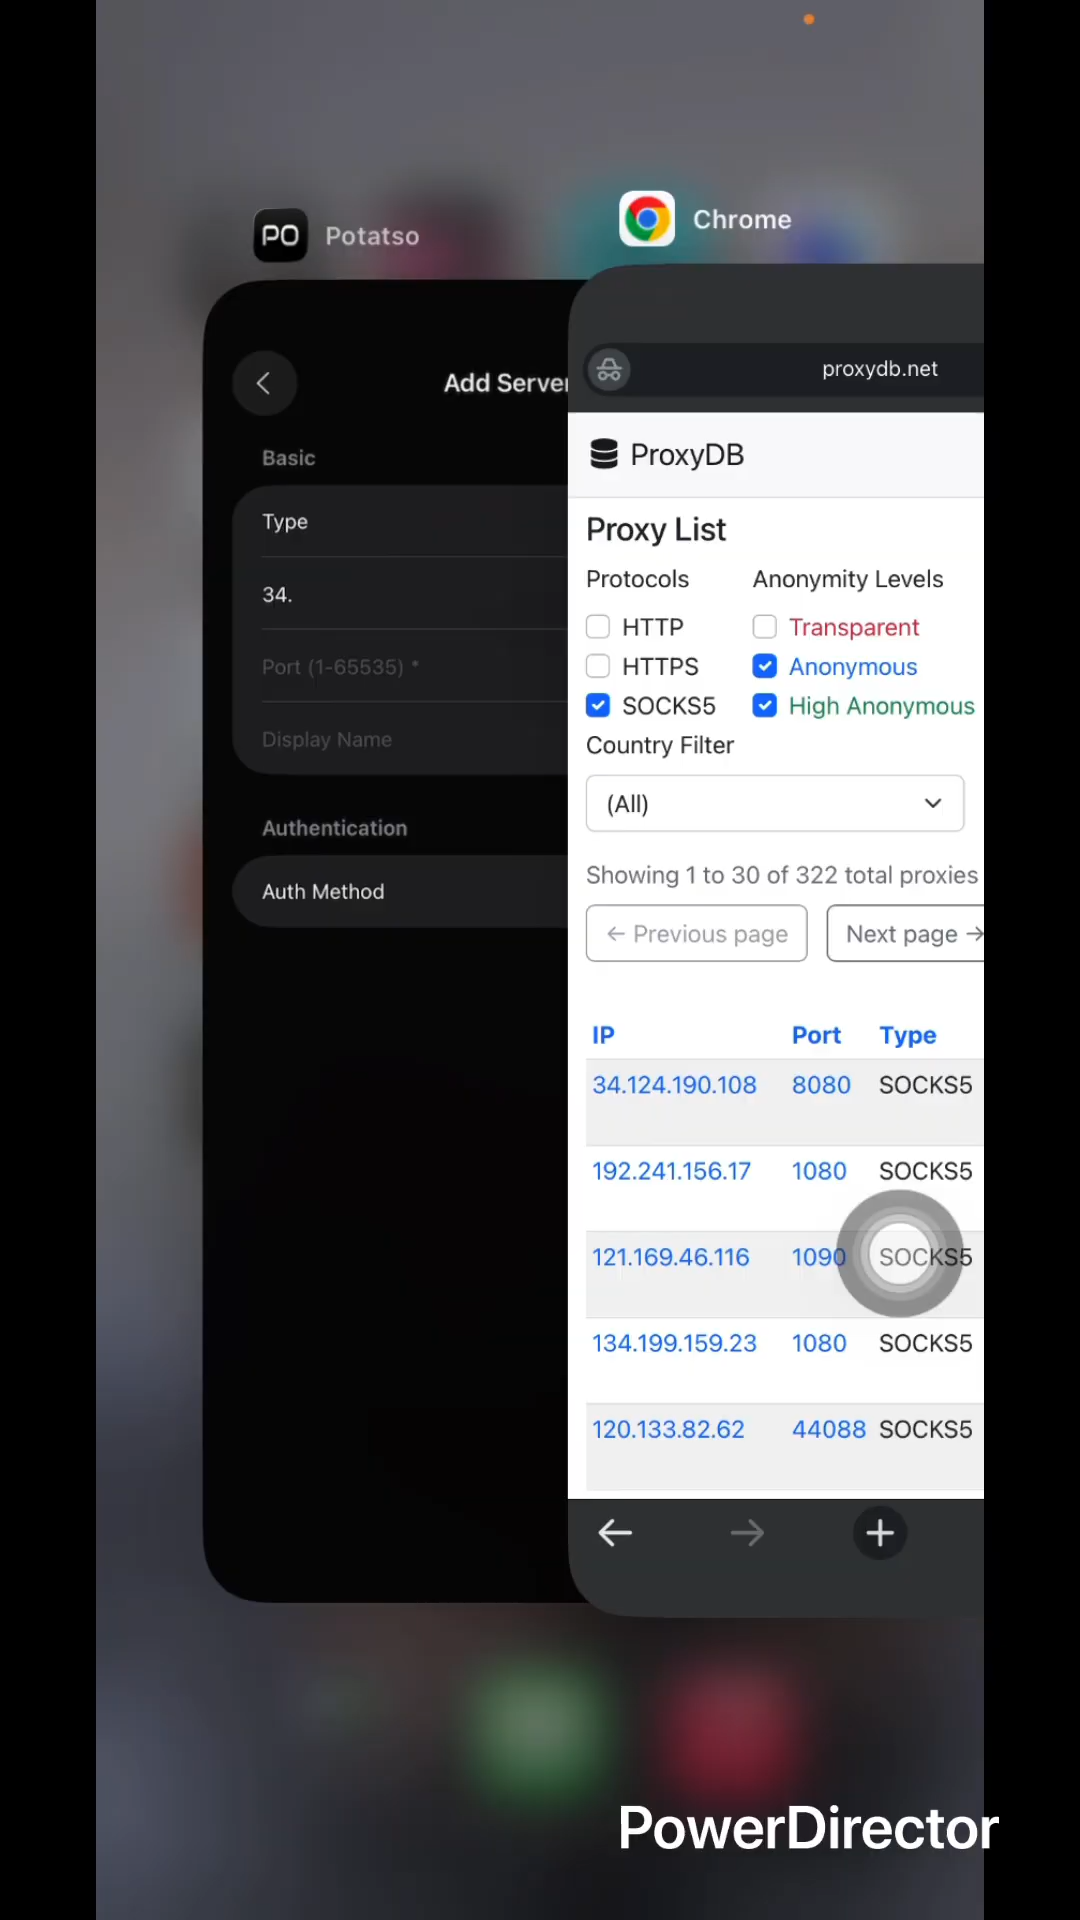 PO Potatso
Chrome
Add Server
proxydb.net
ProxyDB
Basic
Type
34.
Port (1-65535) *
Display Name
Authentication
Auth Method
Proxy List
Protocols Anonymity Levels
HTTP Transparent
HTTPS Anonymous
SOCKS5 High Anonymous
Country Filter
(All)
Showing 1 to 30 of 322 total proxies
← Previous page Next page →
IP Port Type
34.124.190.108 8080 SOCKS5
192.241.156.17 1080 SOCKS5
121.169.46.116 1090 SOCKS5
134.199.159.23 1080 SOCKS5
120.133.82.62 44088 SOCKS5
PowerDirector